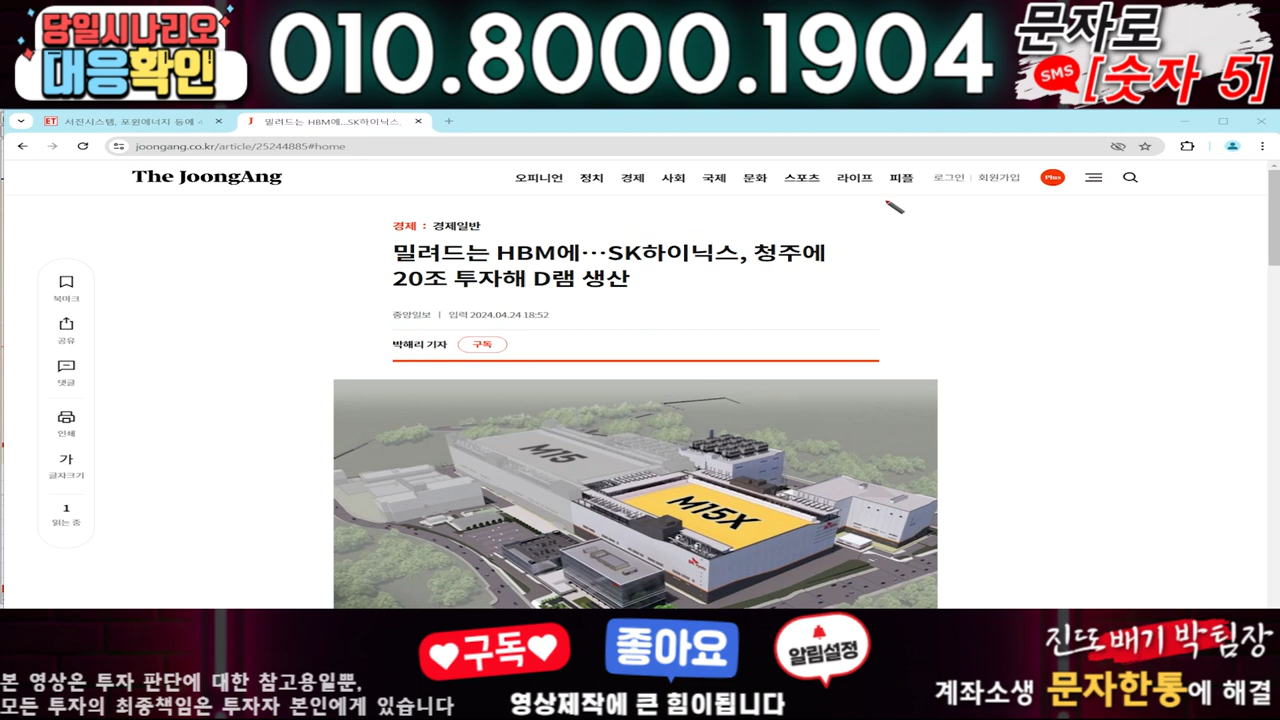 당일시나리오
대응확인
010.8000.1904
문자로
SMS
[숫자 5]
ET 서진시스템, 포윈에너지 등에
J 밀려드는 HBM에…SK하이닉스,
joongang.co.kr/article/25244885#home
The JoongAng
오피니언 정치 경제 사회 국제 문화 스포츠 라이프 피플 로그인 | 회원가입 Plus
경제 : 경제일반
밀려드는 HBM에…SK하이닉스, 청주에
20조 투자해 D램 생산
중앙일보 | 입력 2024.04.24 18:52
박해리 기자 구독
북마크
공유
댓글
인쇄
가
글자크기
1
읽는 중
M15
M15X
구독
좋아요
알림설정
영상제작에 큰 힘이됩니다
본 영상은 투자 판단에 대한 참고용일뿐,
모든 투자의 최종책임은 투자자 본인에게 있습니다
진또배기 박팀장
계좌소생 문자한통에 해결